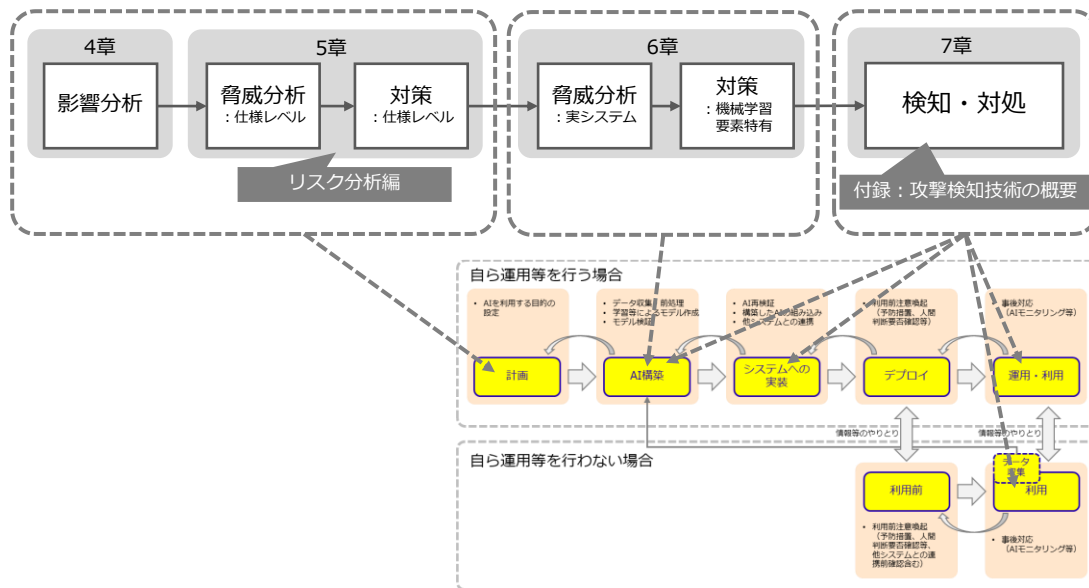 4章
5章
6章
7章
影響分析
脅威分析
：仕様レベル
対策
：仕様レベル
脅威分析
：実システム
対策
：機械学習
要素特有
検知・対処
リスク分析編
付録：攻撃検知技術の概要
自ら運用等を行う場合
• AIを利用する目的の
設定
• データ収集・前処理
• 学習等によるモデル作成
• モデル検証
• AI再検証
• 構築したAIの組み込み
• 他システムとの連携
• 利用前注意喚起
（予防措置、人間
判断要否確認等）
• 事後対応
（AIモニタリング等）
計画
AI構築
システムへの
実装
デプロイ
運用・利用
情報等のやりとり
情報等のやりとり
自ら運用等を行わない場合
データ
収集
利用前
利用
• 利用前注意喚起
（予防措置、人間
判断要否確認等、
他システムとの連
携前確認含む）
• 事後対応
（AIモニタリング等）